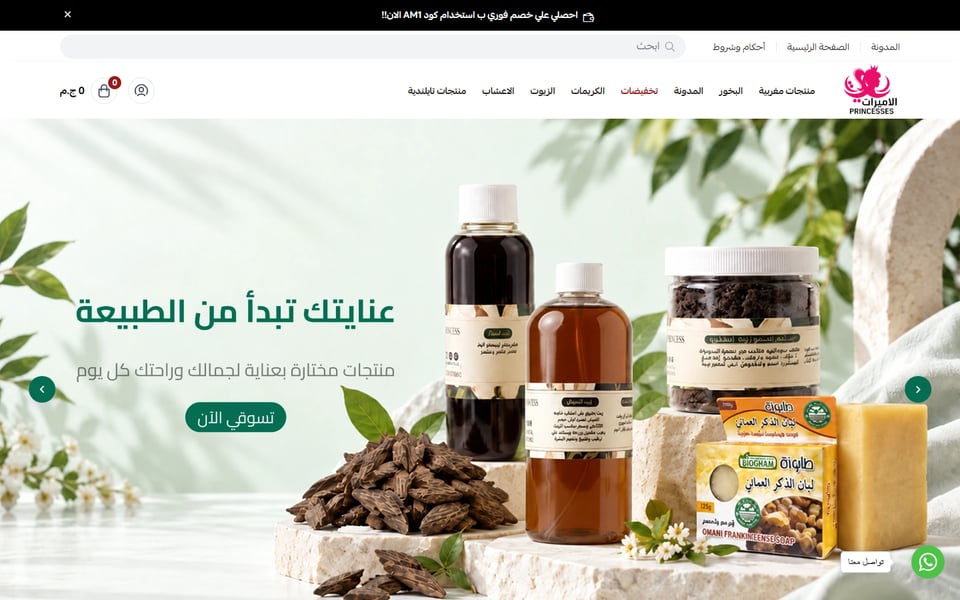 احصلي علي خصم فوري ب استخدام كود AM1 الان!!
المدونة
الصفحة الرئيسية
أحكام وشروط
ابحث
الاميرات
PRINCESSES
منتجات مغربية
البخور
المدونة
تخفيضات
الكريمات
الزيوت
الاعشاب
منتجات تايلندية
0
0 ج.م
عنايتك تبدأ من الطبيعة
منتجات مختارة بعناية لجمالك وراحتك كل يوم
تسوقي الآن
صابونة
لبان الذكر العماني
BIOGHAM
صابونة
لبان الذكر العماني
125g
OMANI FRANKINCENSE SOAP
تواصل معنا